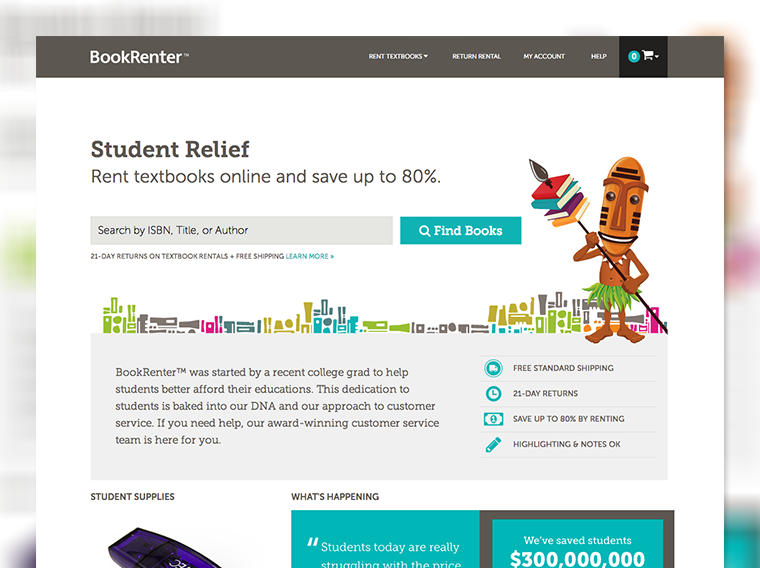 BookRenter™
RENT TEXTBOOKS
RETURN RENTAL
MY ACCOUNT
HELP
0
Student Relief
Rent textbooks online and save up to 80%.
Search by ISBN, Title, or Author
Find Books
21-DAY RETURNS ON TEXTBOOK RENTALS + FREE SHIPPING LEARN MORE »
BookRenter™ was started by a recent college grad to help
students better afford their educations. This dedication to
students is baked into our DNA and our approach to customer
service. If you need help, our award-winning customer service
team is here for you.
FREE STANDARD SHIPPING
21-DAY RETURNS
SAVE UP TO 80% BY RENTING
HIGHLIGHTING & NOTES OK
STUDENT SUPPLIES
WHAT'S HAPPENING
“Students today are really
struggling with the price
We've saved students
$300,000,000